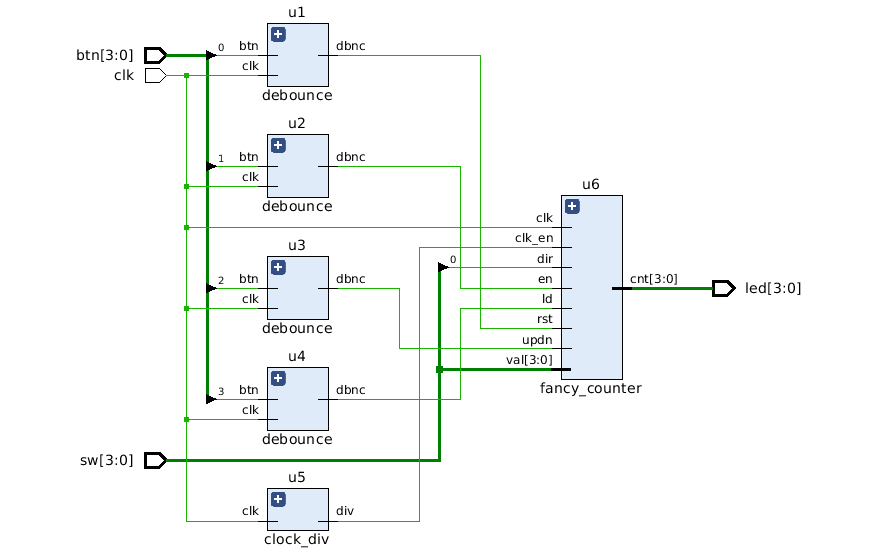 u1
btn[3:0]
0
btn
dbnc
clk
clk
debounce
u2
1
btn
dbnc
clk
debounce
u3
2
btn
dbnc
clk
debounce
u4
3
btn
dbnc
clk
debounce
sw[3:0]
u5
clk
div
clock_div
u6
clk
clk_en
0
dir
en
ld
rst
updn
val[3:0]
cnt[3:0]
fancy_counter
led[3:0]